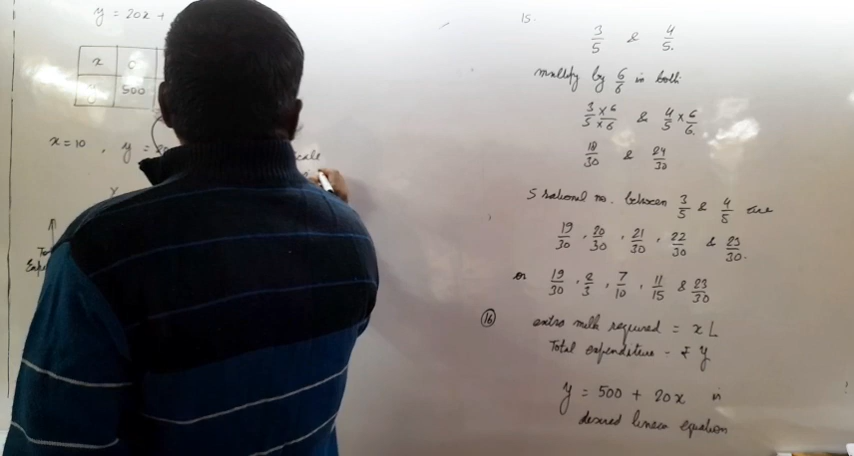 y = 20x +
x 0
y 500
x = 10 , y =
cale
Y
15.
3/5 & 4/5.
multiply by 6/6 in both
3/5 × 6/6 & 4/5 × 6/6.
18/30 & 24/30
5 rational no. between 3/5 & 4/5 are
19/30 , 20/30 , 21/30 , 22/30 & 23/30.
or 19/30 , 2/3 , 7/10 , 11/15 & 23/30
16 extra milk required = x L
Total expenditure - ₹ y
y = 500 + 20x is
desired linear equation